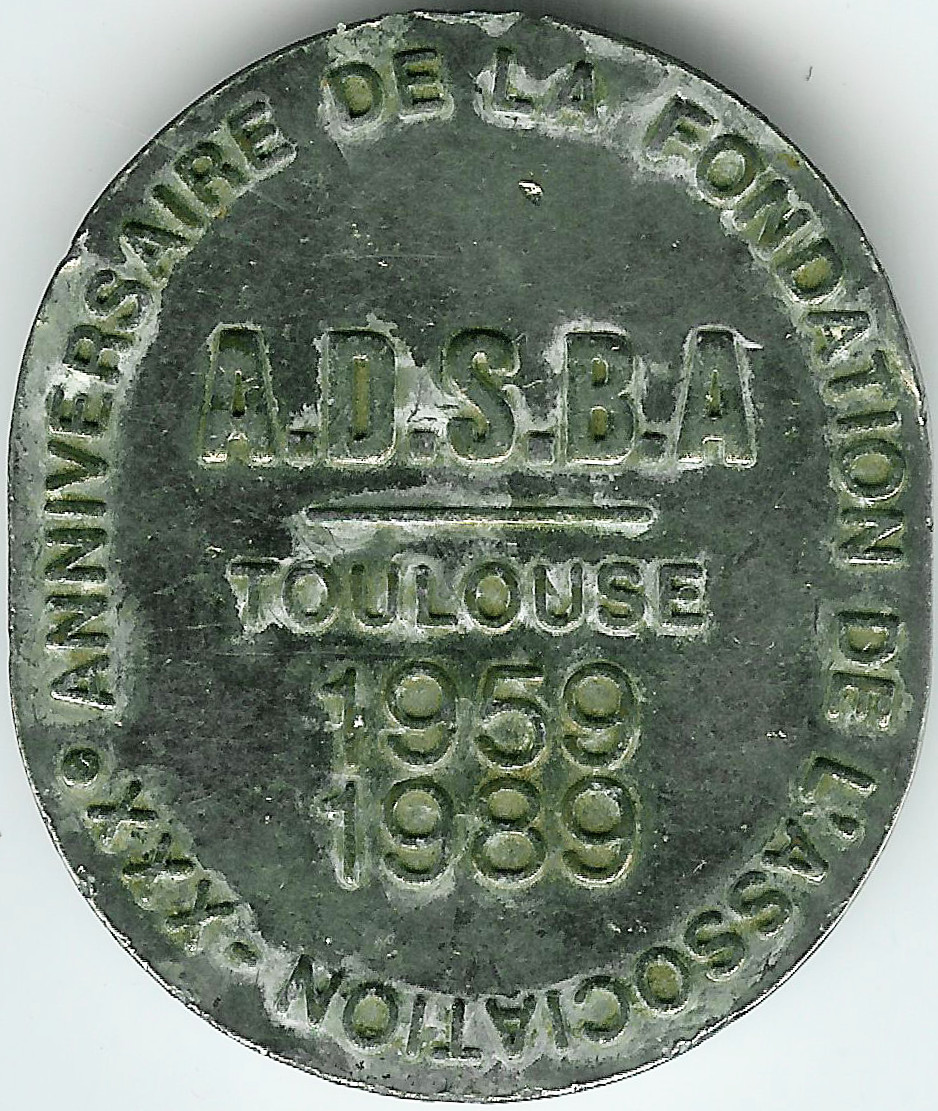 XXX° ANNIVERSAIRE DE LA FONDATION DE L'ASSOCIATION •
A.D.S.B.A
TOULOUSE
1959
1989